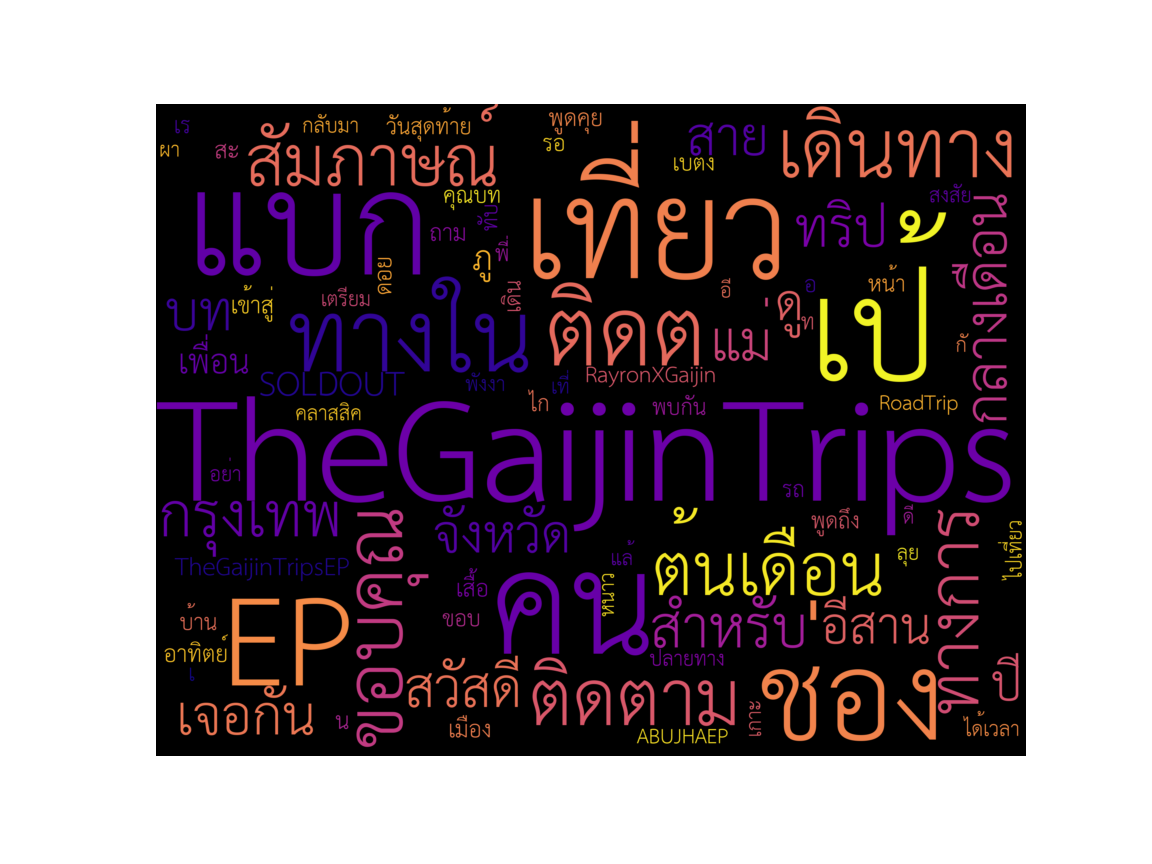 เร
กลับมา
วันสุดท้าย
พูดคุย
ผา
สะ
สัมภาษณ์
รอ
สาย
เบตง
เดินทาง
แบก
คุณบท
ถาม
ทับ
พี่
เที่ยว
ทริป
สงสัย
กลางเดือน
ภู
ดอย
บท
เข้าสู่
เตรียม
ทางใน
เดิน
ติดต
อี
แม่
ดู
ท
อ
หน้า
เป้
กั
เพื่อน
SOLDOUT
พังงา
เที่
RayronXGaijin
คลาสสิค
ไก
พบกัน
RoadTrip
TheGaijinTrips
อย่า
รถ
กรุงเทพ
ขอบคุณ
จังหวัด
พูดถึง
ดี
ทางการ
ไปเที่ยว
TheGaijinTripsEP
เสื้อ
คน
แล้
หนาว
ต้นเดือน
ลุย
บ้าน
EP
ขอบ
สำหรับ
อีสาน
อาทิตย์
เ
ปลายทาง
สวัสดี
ติดตาม
ช่อง
ปี
เจอกัน
น
เมือง
ABUJHAEP
เกาะ
ได้เวลา